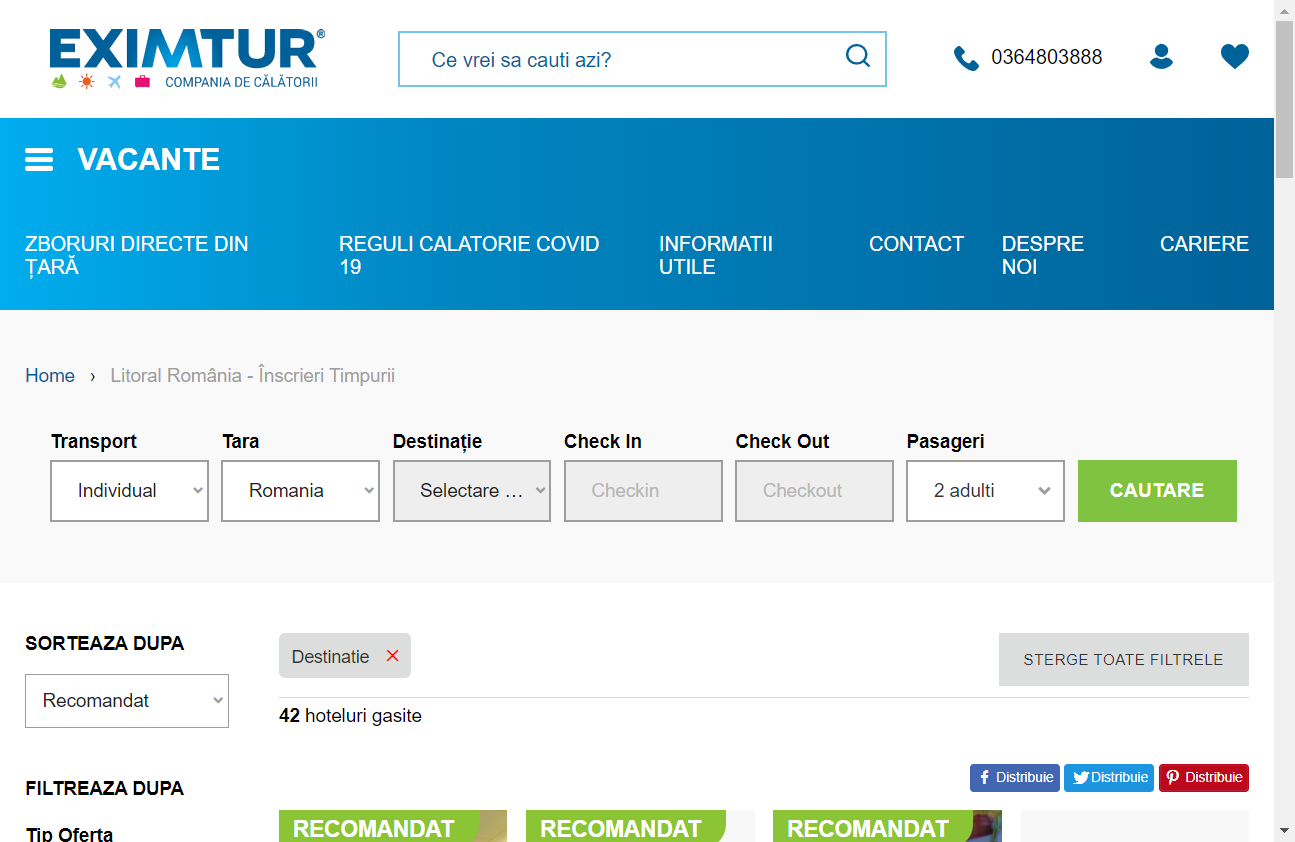 EXIMTUR®
COMPANIA DE CĂLĂTORII
Ce vrei sa cauti azi?
0364803888
VACANTE
ZBORURI DIRECTE DIN
ȚARĂ
REGULI CALATORIE COVID
19
INFORMATII
UTILE
CONTACT
DESPRE
NOI
CARIERE
Home › Litoral România - Înscrieri Timpurii
Transport
Tara
Destinație
Check In
Check Out
Pasageri
Individual
Romania
Selectare ...
Checkin
Checkout
2 adulti
CAUTARE
SORTEAZA DUPA
Recomandat
Destinatie
STERGE TOATE FILTRELE
42 hoteluri gasite
FILTREAZA DUPA
Distribuie
Distribuie
Distribuie
Tip Oferta
RECOMANDAT
RECOMANDAT
RECOMANDAT